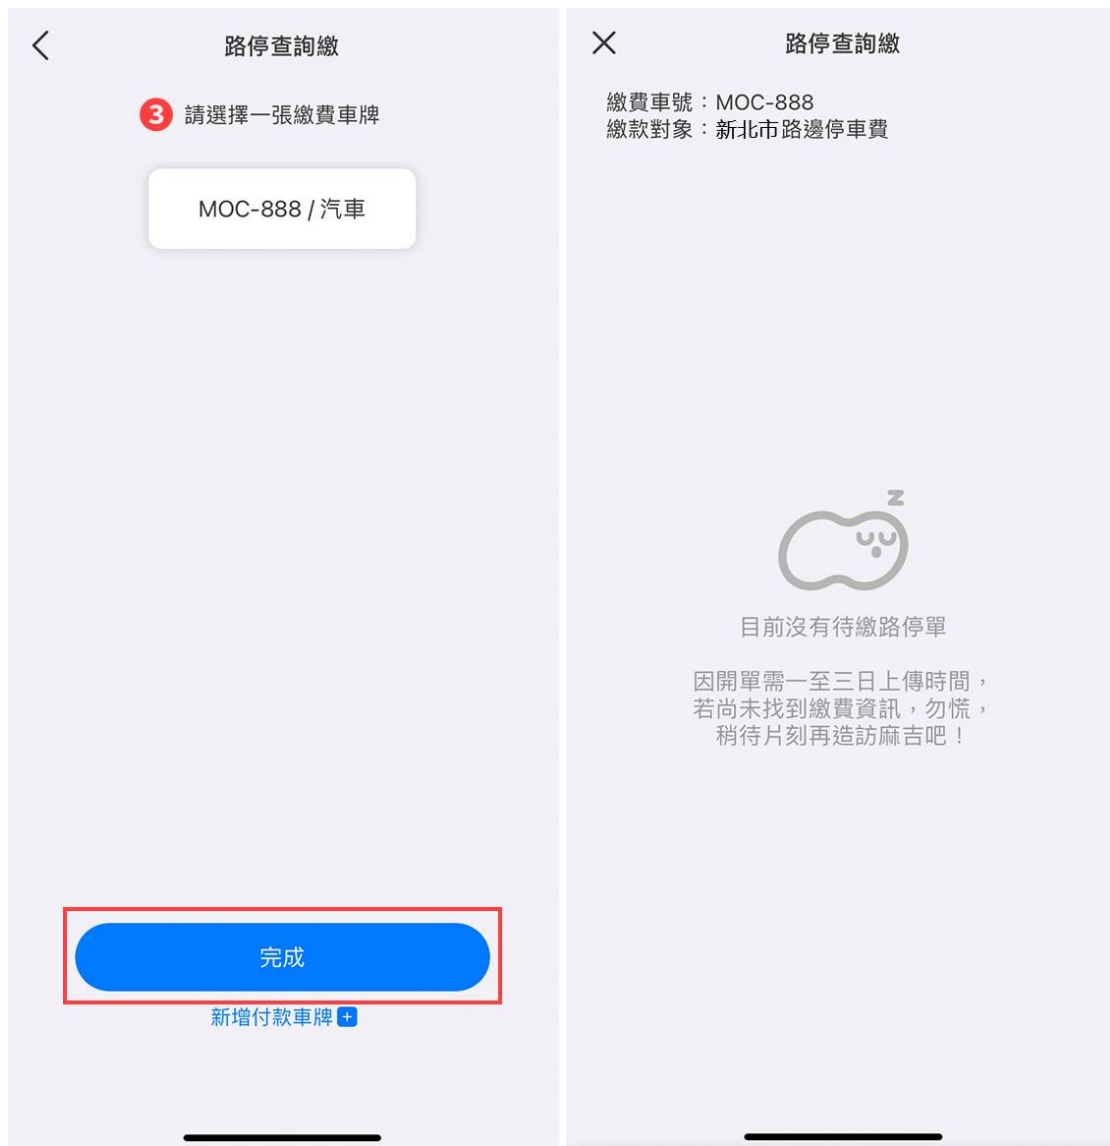 路停查詢繳
3 請選擇一張繳費車牌
MOC-888 / 汽車
完成
新增付款車牌 +
路停查詢繳
繳費車號：MOC-888
繳款對象：新北市路邊停車費
z
目前沒有待繳路停單
因開單需一至三日上傳時間，
若尚未找到繳費資訊，勿慌，
稍待片刻再造訪麻吉吧！